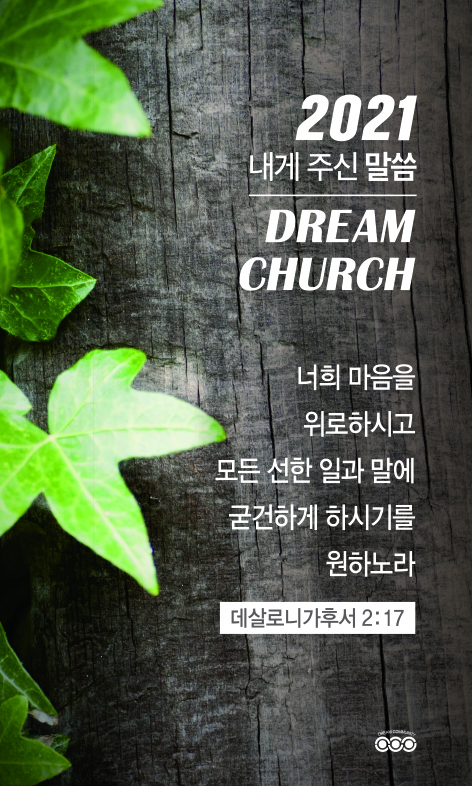 2021
내게 주신 말씀
DREAM
CHURCH
너희 마음을
위로하시고
모든 선한 일과 말에
굳건하게 하시기를
원하노라
데살로니가후서 2:17